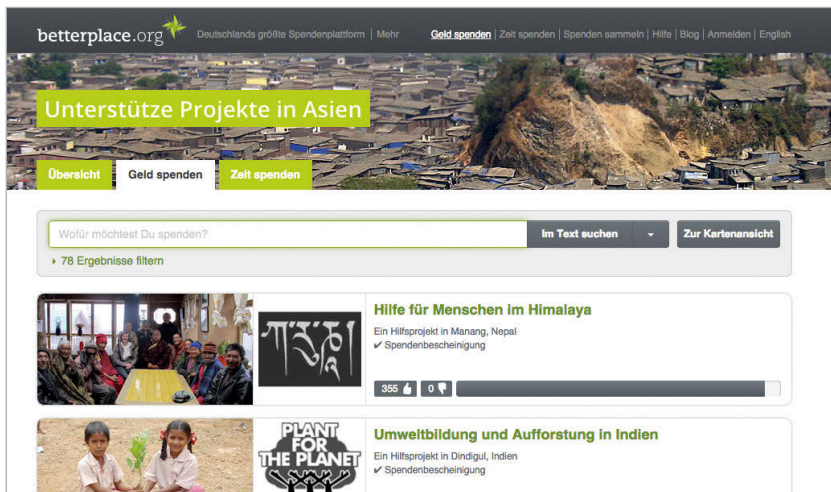 betterplace.org Deutschlands größte Spendenplattform | Mehr Geld spenden | Zeit spenden | Spenden sammeln | Hilfe | Blog | Anmelden | English
Unterstütze Projekte in Asien
Übersicht Geld spenden Zeit spenden
Wofür möchtest Du spenden? Im Text suchen Zur Kartenansicht
78 Ergebnisse filtern
Hilfe für Menschen im Himalaya
Ein Hilfsprojekt in Manang, Nepal
✔ Spendenbescheinigung
355 0
PLANT
FOR
THE PLANET
Umweltbildung und Aufforstung in Indien
Ein Hilfsprojekt in Dindigul, Indien
✔ Spendenbescheinigung